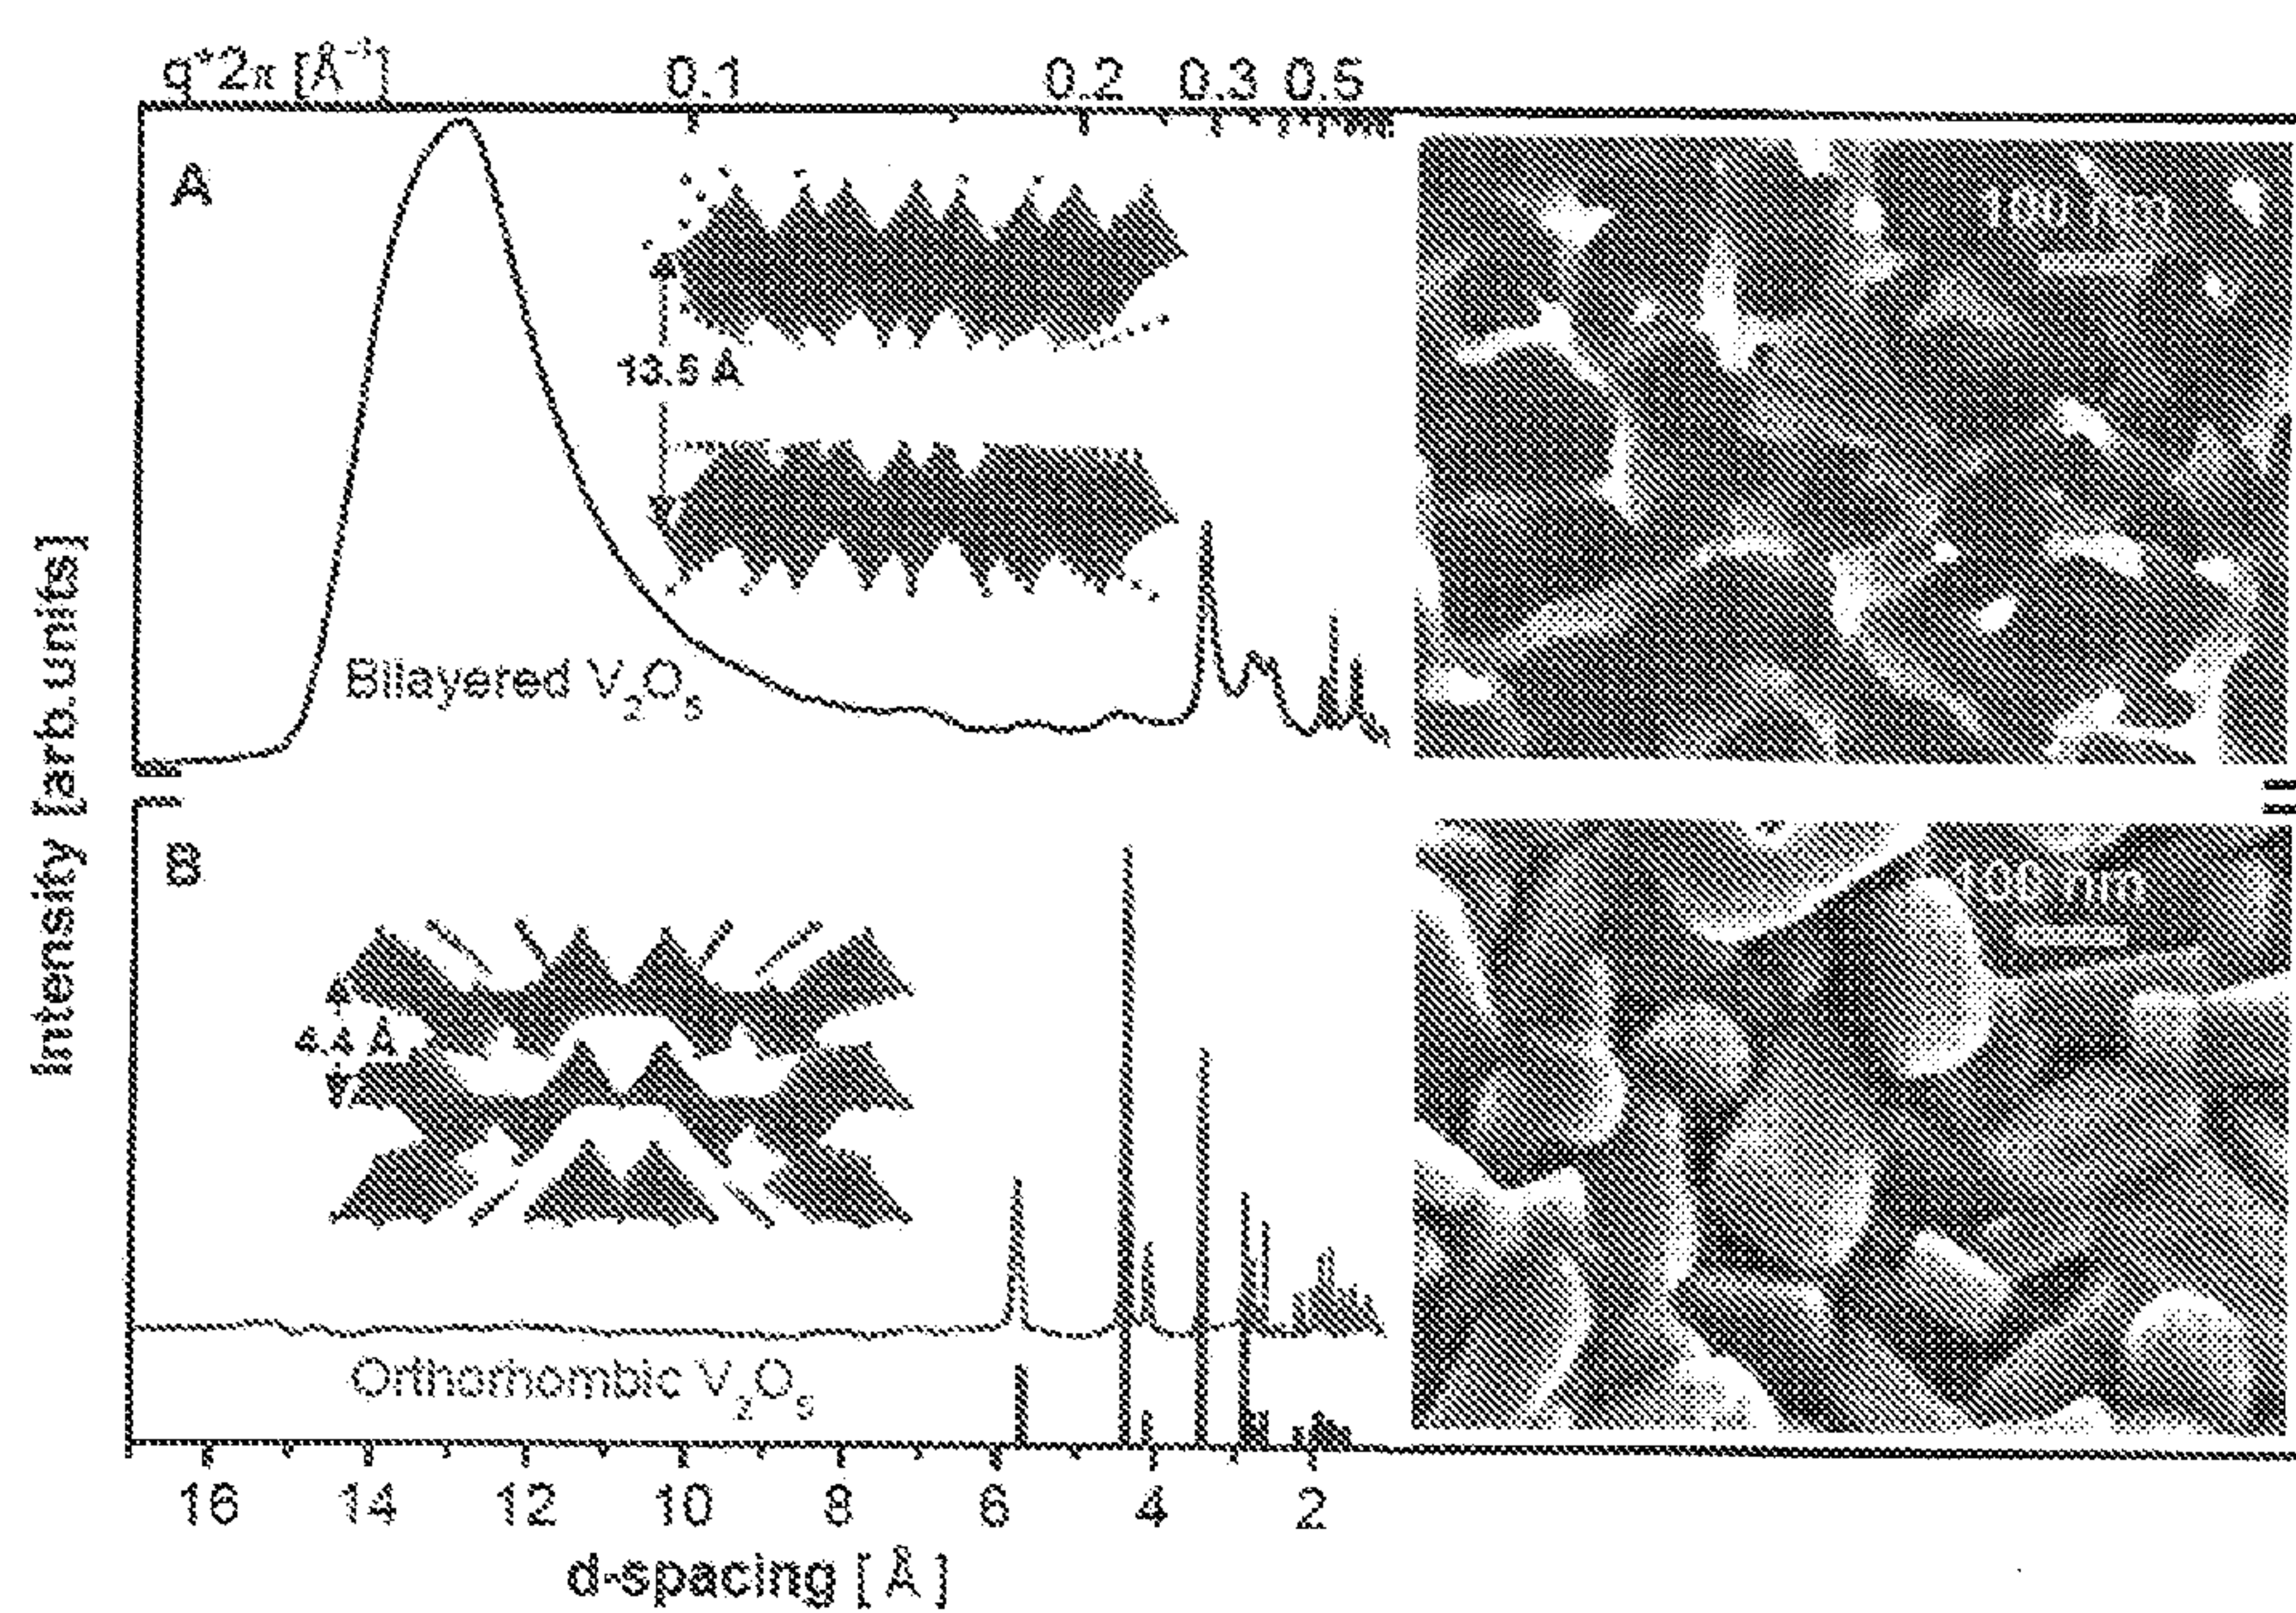 q*2π [Å⁻¹]
0.1 0.2 0.3 0.5
A
100 nm
13.5 Å
Bilayered V₂O₅
Intensity [arb.units]
B
100 nm
4.4 Å
Orthorhombic V₂O₅
16 14 12 10 8 6 4 2
d-spacing [Å]